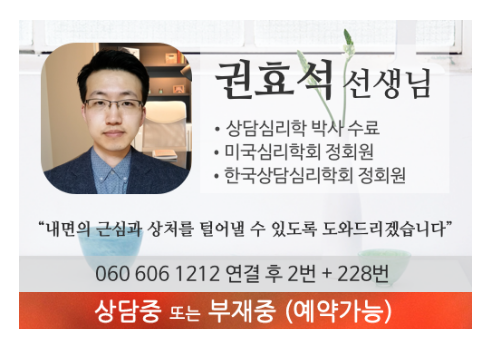 권효석 선생님
• 상담심리학 박사 수료
• 미국심리학회 정회원
• 한국상담심리학회 정회원
“내면의 근심과 상처를 털어낼 수 있도록 도와드리겠습니다”
060 606 1212 연결 후 2번 + 228번
상담중 또는 부재중 (예약가능)